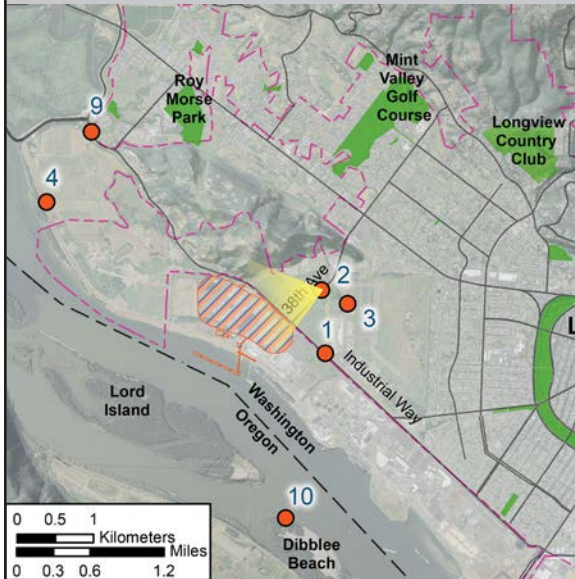 Roy
Morse
Park
Mint
Valley
Golf
Course
Longview
Country
Club
9
4
38th Ave
2
3
1
Industrial Way
L
Lord
Island
Washington
Oregon
10
Dibblee
Beach
0 0.5 1
Kilometers
Miles
0 0.3 0.6 1.2